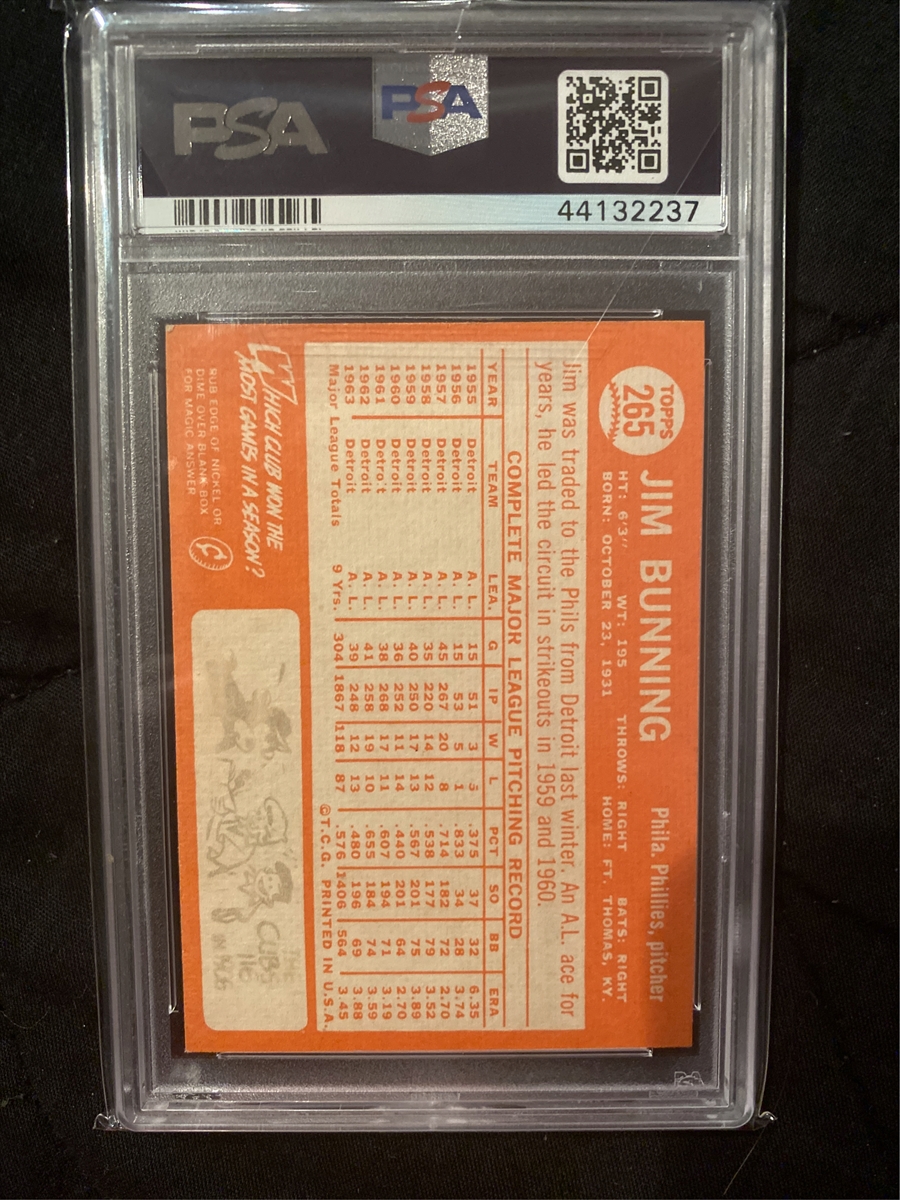 PSA
PSA
44132237
TOPPS
265
JIM BUNNING
Phila. Phillies, pitcher
HT: 6'3" WT: 195 THROWS: RIGHT BATS: RIGHT
BORN: OCTOBER 23, 1931 HOME: FT. THOMAS, KY.
Jim was traded to the Phils from Detroit last winter. An A.L. ace for
years, he led the circuit in strikeouts in 1959 and 1960.
COMPLETE MAJOR LEAGUE PITCHING RECORD
YEAR TEAM LEA. G IP W L PCT SO BB ERA
1955 Detroit A. L. 15 51 3 5 .375 37 32 6.35
1956 Detroit A. L. 15 53 5 1 .833 34 28 3.74
1957 Detroit A. L. 45 267 20 8 .714 182 72 2.70
1958 Detroit A. L. 35 220 14 12 .538 177 79 3.52
1959 Detroit A. L. 40 250 17 13 .567 201 75 3.89
1960 Detroit A. L. 36 252 11 14 .440 201 64 2.70
1961 Detroit A. L. 38 268 17 11 .607 194 71 3.19
1962 Detroit A. L. 41 258 19 10 .655 184 74 3.59
1963 Detroit A. L. 39 248 12 13 .480 196 69 3.88
Major League Totals 9 Yrs. 304 1867 118 87 .576 1406 564 3.45
©T.C.G. PRINTED IN U.S.A.
WHICH CLUB WON THE
MOST GAMES IN A SEASON?
RUB EDGE OF NICKEL OR
DIME OVER BLANK BOX
FOR MAGIC ANSWER
THE
CUBS
116
IN